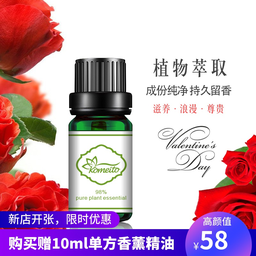 植物萃取
成份纯净 持久留香
滋养 · 浪漫 · 尊贵
Valentine's
Day
Komeito
98%
pure plant essential
新店开张，限时优惠
购买赠10ml单方香薰精油
高颜值
¥58